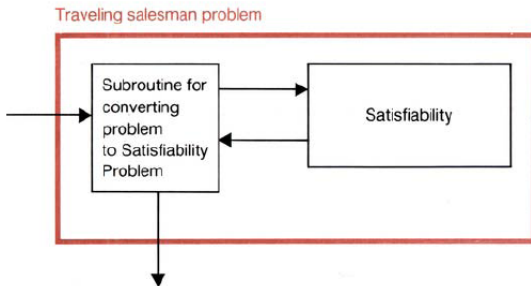 Traveling salesman problem
Subroutine for
converting
problem
to Satisfiability
Problem
Satisfiability